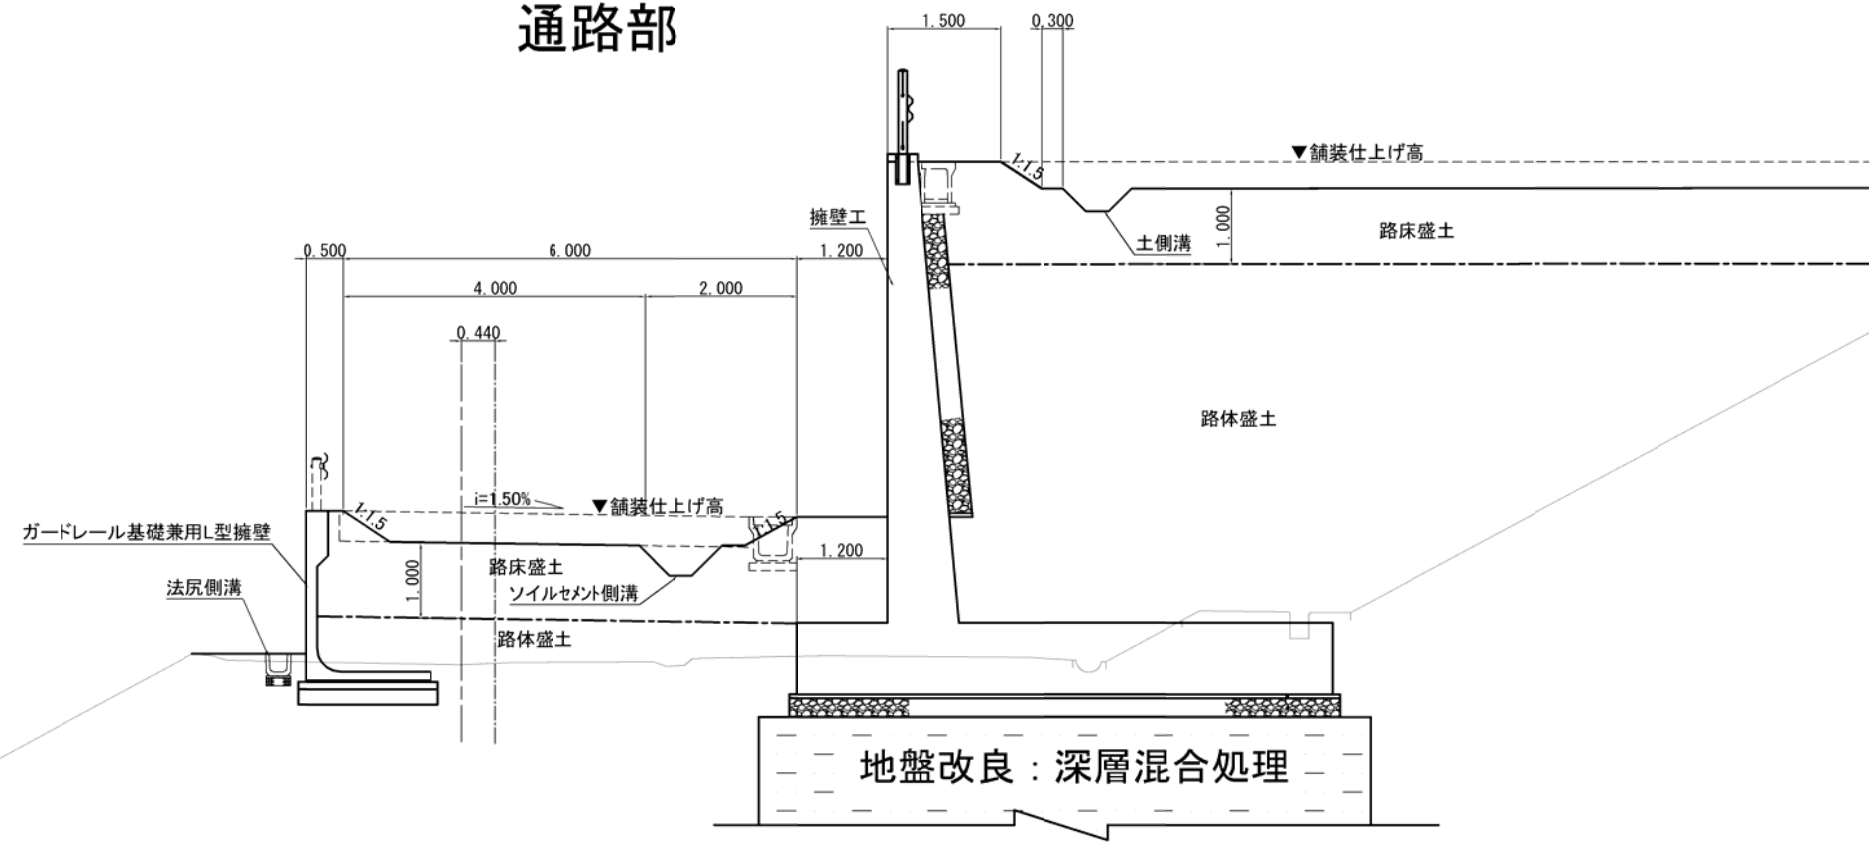 通路部
1.500
0.300
1:1.5
▼舗装仕上げ高
擁壁工
1.000
土側溝
路床盛土
0.500
6.000
1.200
4.000
2.000
0.440
路体盛土
i=1.50%
▼舗装仕上げ高
1:1.5
1:1.5
ガードレール基礎兼用L型擁壁
1.200
路床盛土
1.000
法尻側溝
ソイルセメント側溝
路体盛土
地盤改良：深層混合処理